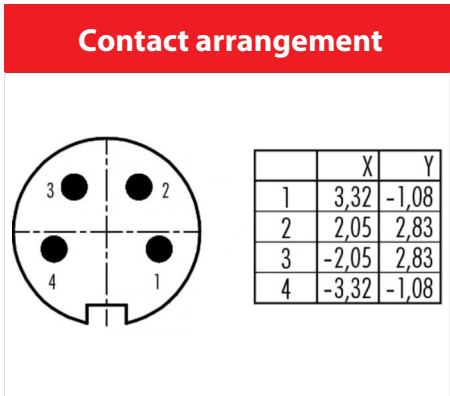 Contact arrangement
3 2
4 1
X Y
1 3,32 -1,08
2 2,05 2,83
3 -2,05 2,83
4 -3,32 -1,08